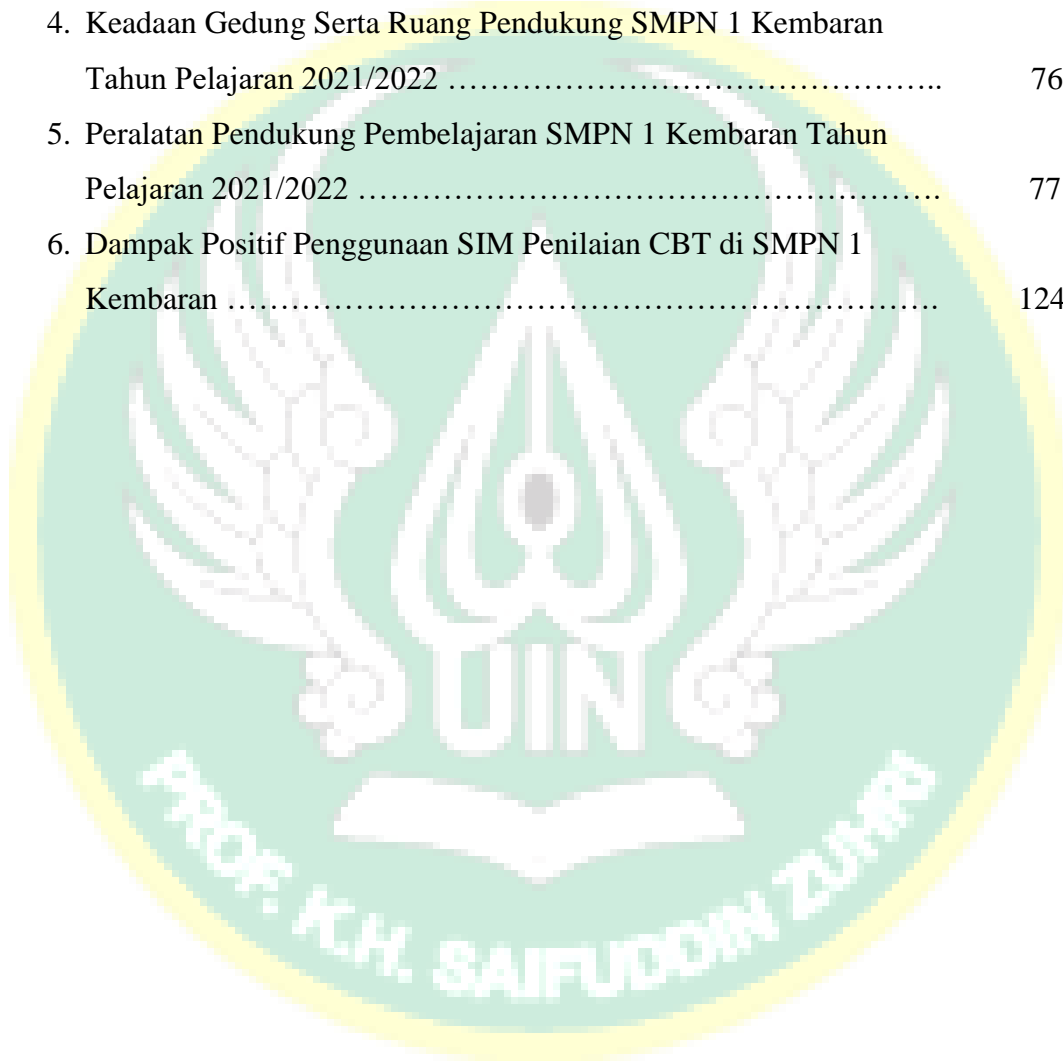 4. Keadaan Gedung Serta Ruang Pendukung SMPN 1 Kembaran
Tahun Pelajaran 2021/2022 ……………………………………….. 76
5. Peralatan Pendukung Pembelajaran SMPN 1 Kembaran Tahun
Pelajaran 2021/2022 ………………………………………………. 77
6. Dampak Positif Penggunaan SIM Penilaian CBT di SMPN 1
Kembaran …………………………………………………………. 124
UIN
PROF. K.H. SAIFUDDIN ZUHRI